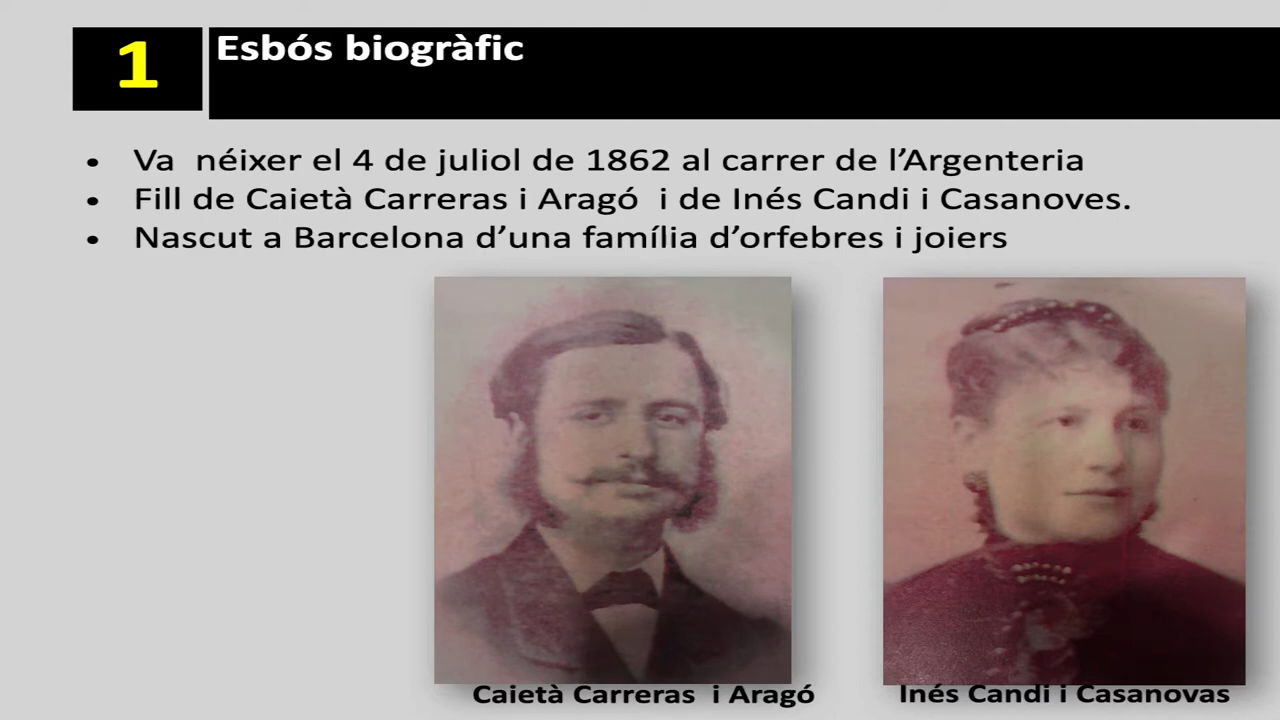 1
Esbós biogràfic
• Va néixer el 4 de juliol de 1862 al carrer de l’Argenteria
• Fill de Caietà Carreras i Aragó i de Inés Candi i Casanoves.
• Nascut a Barcelona d’una família d’orfebres i joiers
Caietà Carreras i Aragó
Inés Candi i Casanovas